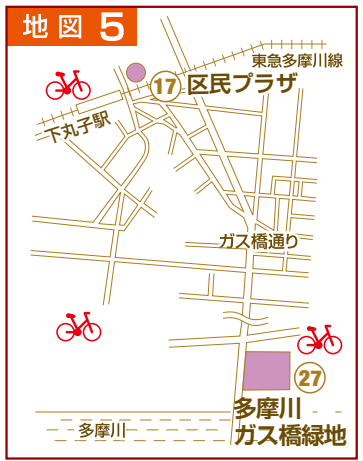 地図 5
東急多摩川線
17 区民プラザ
下丸子駅
ガス橋通り
27
多摩川
ガス橋緑地
多摩川